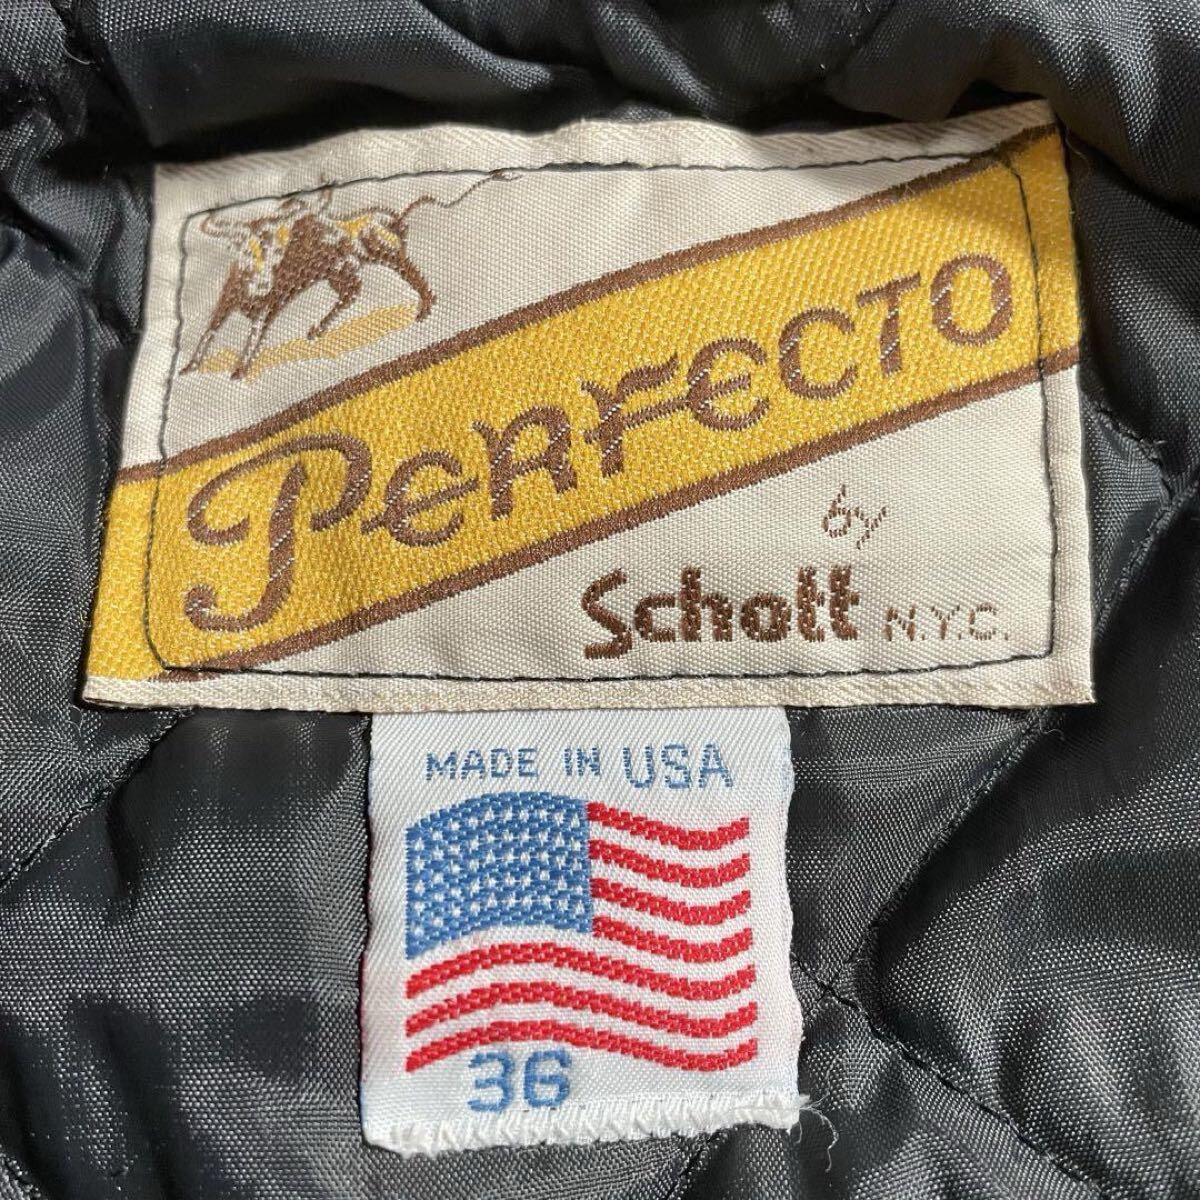 PERFECTO
by
Schott N.Y.C.
MADE IN USA
36